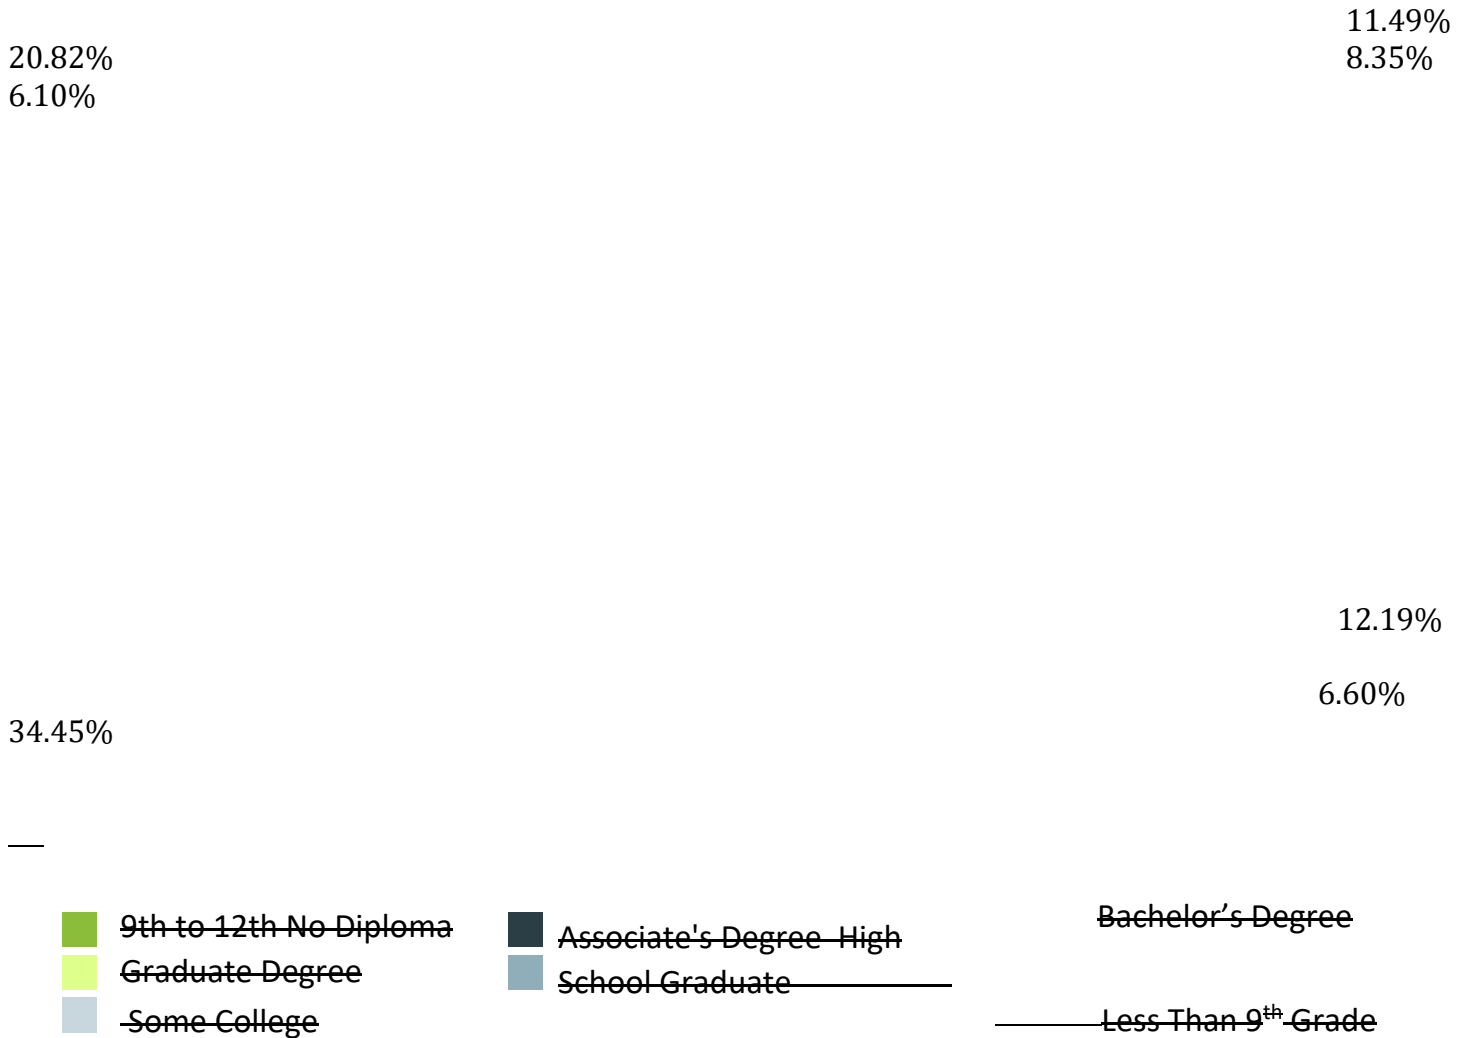 11.49%
20.82% 8.35%
6.10%
12.19%
6.60%
34.45%
9th to 12th No Diploma
Graduate Degree
Some College
Associate's Degree High
School Graduate
Bachelor’s Degree
Less Than 9th Grade